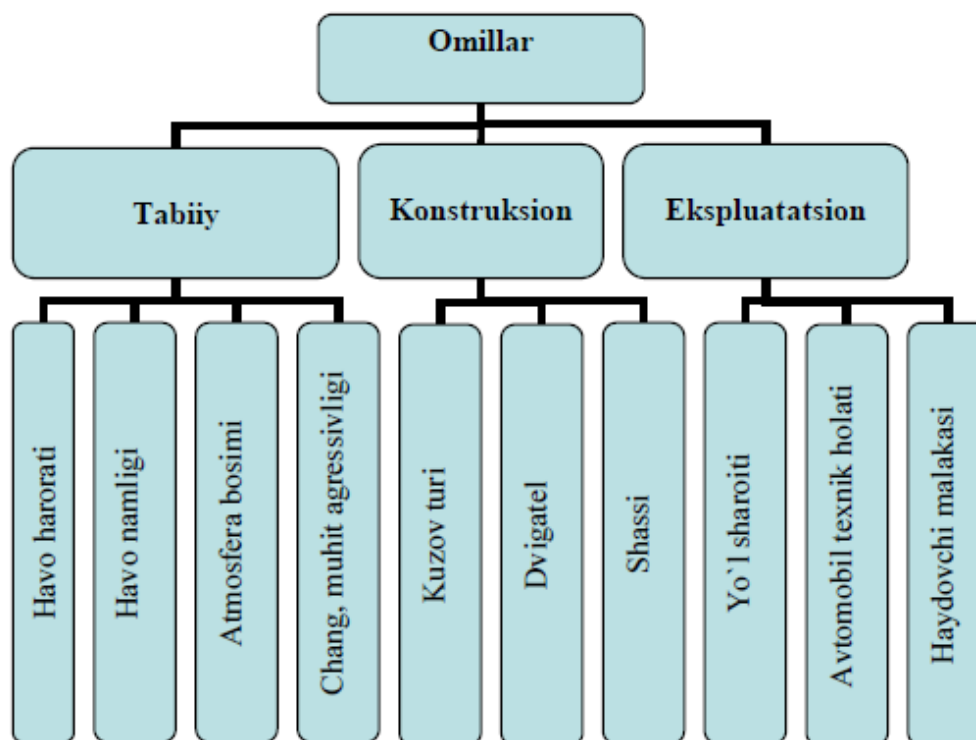 Omillar
Tabiiy
Konstruksion
Ekspluatatsion
Havo harorati
Havo namligi
Atmosfera bosimi
Chang, muhit agressivligi
Kuzov turi
Dvigatel
Shassi
Yo`l sharoiti
Avtomobil texnik holati
Haydovchi malakasi